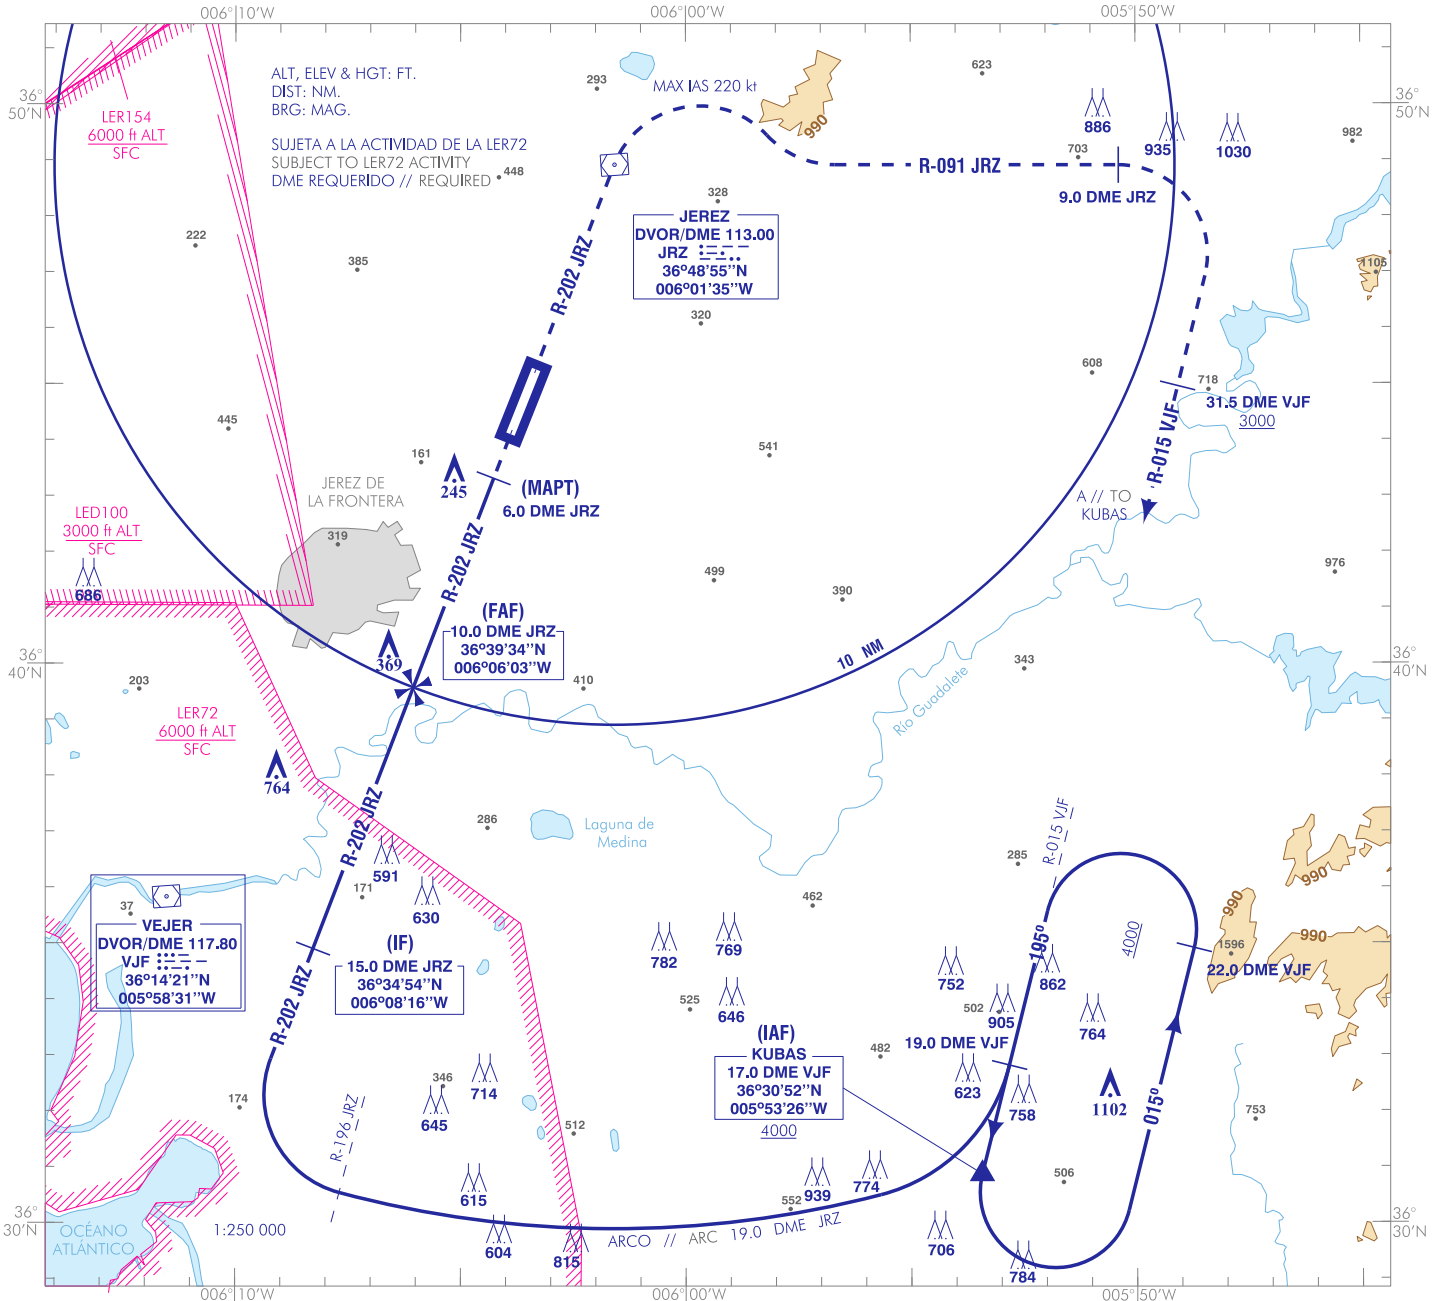 006°10'W
006°00'W
005°50'W
ALT, ELEV & HGT: FT.
DIST: NM.
BRG: MAG.
SUJETA A LA ACTIVIDAD DE LA LER72
SUBJECT TO LER72 ACTIVITY
DME REQUERIDO // REQUIRED
448
293
MAX IAS 220 kt
990
623
886
703
935
1030
982
36°
50'N
36°
50'N
LER154
6000 ft ALT
SFC
R-091 JRZ
9.0 DME JRZ
328
JEREZ
DVOR/DME 113.00
JRZ
36°48'55''N
006°01'35''W
R-202 JRZ
222
385
320
1105
608
718
31.5 DME VJF
3000
R-015 VJF
A // TO
KUBAS
445
161
245
541
(MAPT)
6.0 DME JRZ
JEREZ DE
LA FRONTERA
319
LED100
3000 ft ALT
SFC
686
R-202 JRZ
499
390
976
(FAF)
10.0 DME JRZ
36°39'34''N
006°06'03''W
369
10 NM
343
36°
40'N
36°
40'N
203
410
Río Guadalete
LER72
6000 ft ALT
SFC
764
R-202 JRZ
286
Laguna de
Medina
285
R-015 VJF
591
171
630
462
990
990
990
37
VEJER
DVOR/DME 117.80
VJF
36°14'21''N
005°58'31''W
(IF)
15.0 DME JRZ
36°34'54''N
006°08'16''W
R-202 JRZ
782
769
646
525
195°
4000
1596
22.0 DME VJF
752
862
905
502
764
19.0 DME VJF
(IAF)
KUBAS
17.0 DME VJF
36°30'52''N
005°53'26''W
4000
482
623
758
1102
015°
753
714
346
645
174
R-196 JRZ
512
615
774
939
552
506
604
815
706
784
ARCO // ARC 19.0 DME JRZ
36°
30'N
36°
30'N
OCÉANO
ATLÁNTICO
1:250 000
006°10'W
006°00'W
005°50'W